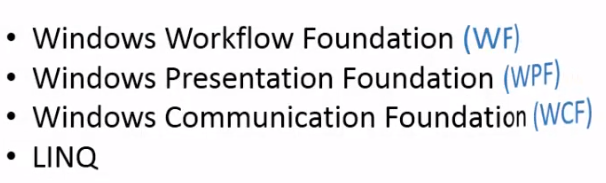 • Windows Workflow Foundation (WF)
• Windows Presentation Foundation (WPF)
• Windows Communication Foundation (WCF)
• LINQ